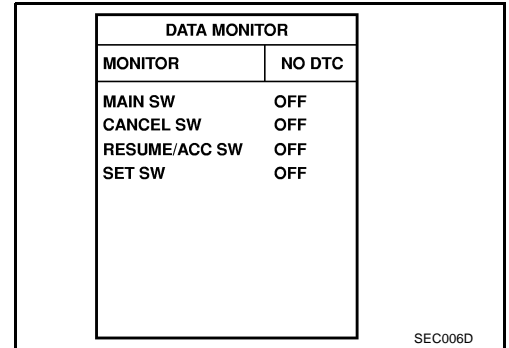 DATA MONITOR
MONITOR NO DTC
MAIN SW OFF
CANCEL SW OFF
RESUME/ACC SW OFF
SET SW OFF
SEC006D